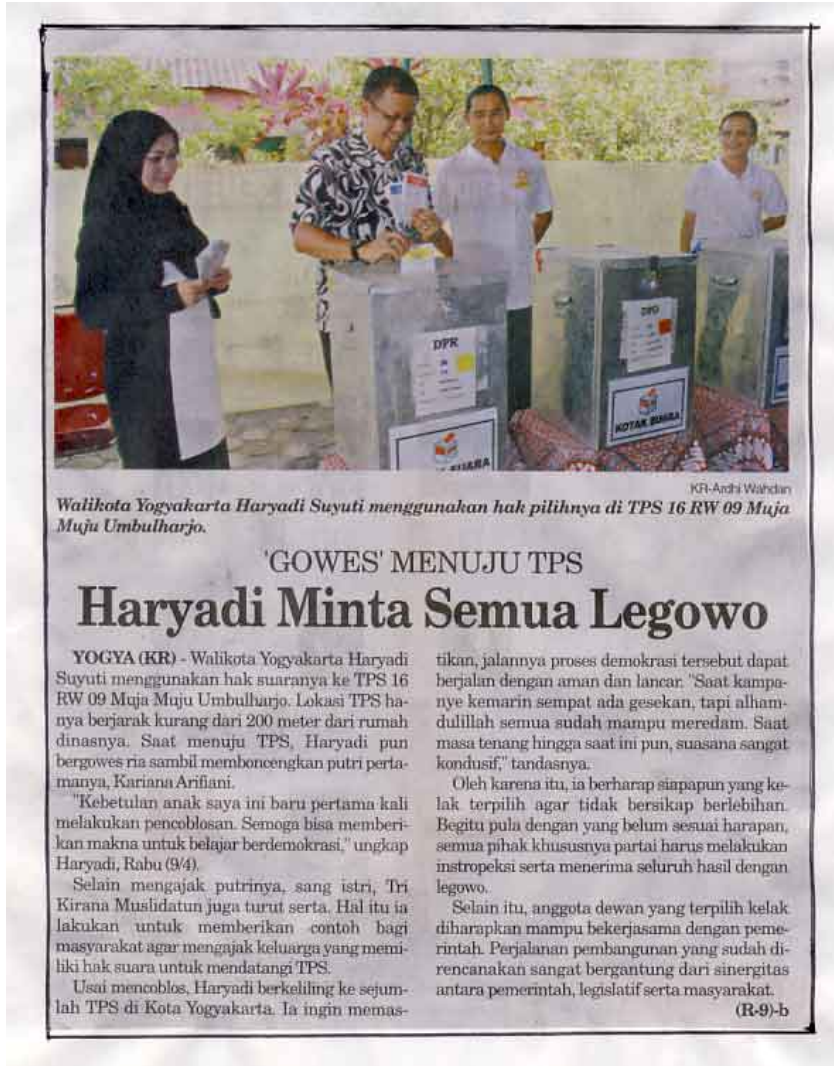 DPR
DPD
KOTAK SUARA
KR-Ardhi Wahdan
Walikota Yogyakarta Haryadi Suyuti menggunakan hak pilihnya di TPS 16 RW 09 Muja
Muju Umbulharjo.
'GOWES' MENUJU TPS
Haryadi Minta Semua Legowo
YOGYA (KR) - Walikota Yogyakarta Haryadi
Suyuti menggunakan hak suaranya ke TPS 16
RW 09 Muja Muju Umbulharjo. Lokasi TPS ha-
nya berjarak kurang dari 200 meter dari rumah
dinasnya. Saat menuju TPS, Haryadi pun
bergowes ria sambil memboncengkan putri perta-
manya, Kariana Arifiani.
"Kebetulan anak saya ini baru pertama kali
melakukan pencoblosan. Semoga bisa memberi-
kan makna untuk belajar berdemokrasi," ungkap
Haryadi, Rabu (9/4).
Selain mengajak putrinya, sang istri, Tri
Kirana Muslidatun juga turut serta. Hal itu ia
lakukan untuk memberikan contoh bagi
masyarakat agar mengajak keluarga yang memi-
liki hak suara untuk mendatangi TPS.
Usai mencoblos, Haryadi berkeliling ke sejum-
lah TPS di Kota Yogyakarta. Ia ingin memas-
tikan, jalannya proses demokrasi tersebut dapat
berjalan dengan aman dan lancar. "Saat kampa-
nye kemarin sempat ada gesekan, tapi alham-
dulillah semua sudah mampu meredam. Saat
masa tenang hingga saat ini pun, suasana sangat
kondusif," tandasnya.
Oleh karena itu, ia berharap siapapun yang ke-
lak terpilih agar tidak bersikap berlebihan.
Begitu pula dengan yang belum sesuai harapan,
semua pihak khususnya partai harus melakukan
instropeksi serta menerima seluruh hasil dengan
legowo.
Selain itu, anggota dewan yang terpilih kelak
diharapkan mampu bekerjasama dengan peme-
rintah. Perjalanan pembangunan yang sudah di-
rencanakan sangat bergantung dari sinergitas
antara pemerintah, legislatif serta masyarakat.
(R-9)-b